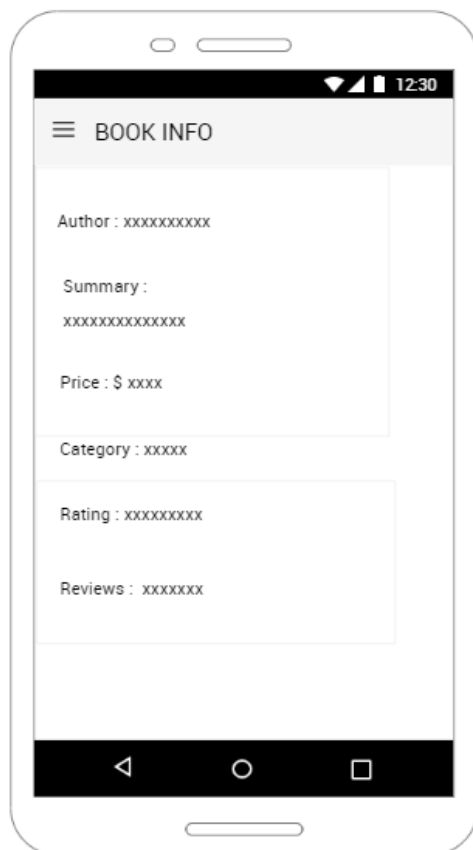 12:30
BOOK INFO
Author : xxxxxxxxxx
Summary :
xxxxxxxxxxxxxx
Price : $ xxxx
Category : xxxxx
Rating : xxxxxxxxx
Reviews : xxxxxxx